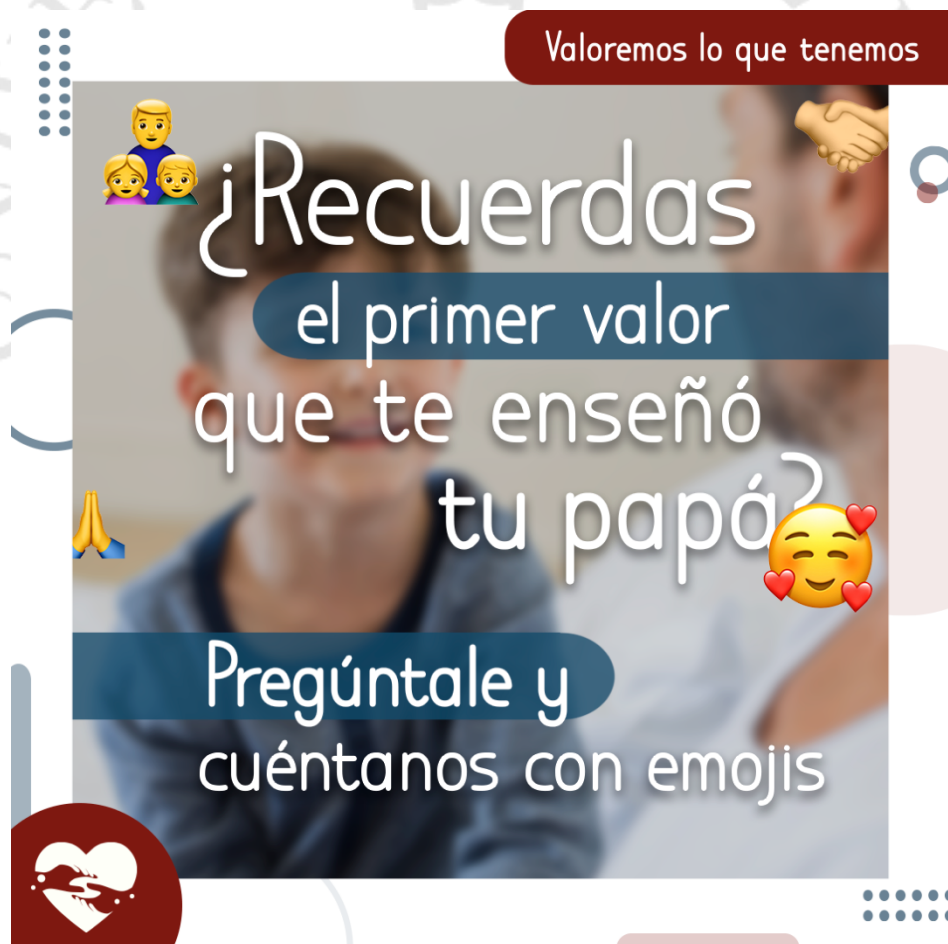 Valoremos lo que tenemos
¿Recuerdas
el primer valor
que te enseñó
tu papá?
Pregúntale y
cuéntanos con emojis